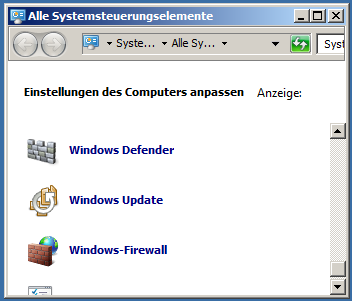 Alle Systemsteuerungselemente
Syste... Alle Sy... Syst
Einstellungen des Computers anpassen Anzeige:
Windows Defender
Windows Update
Windows-Firewall